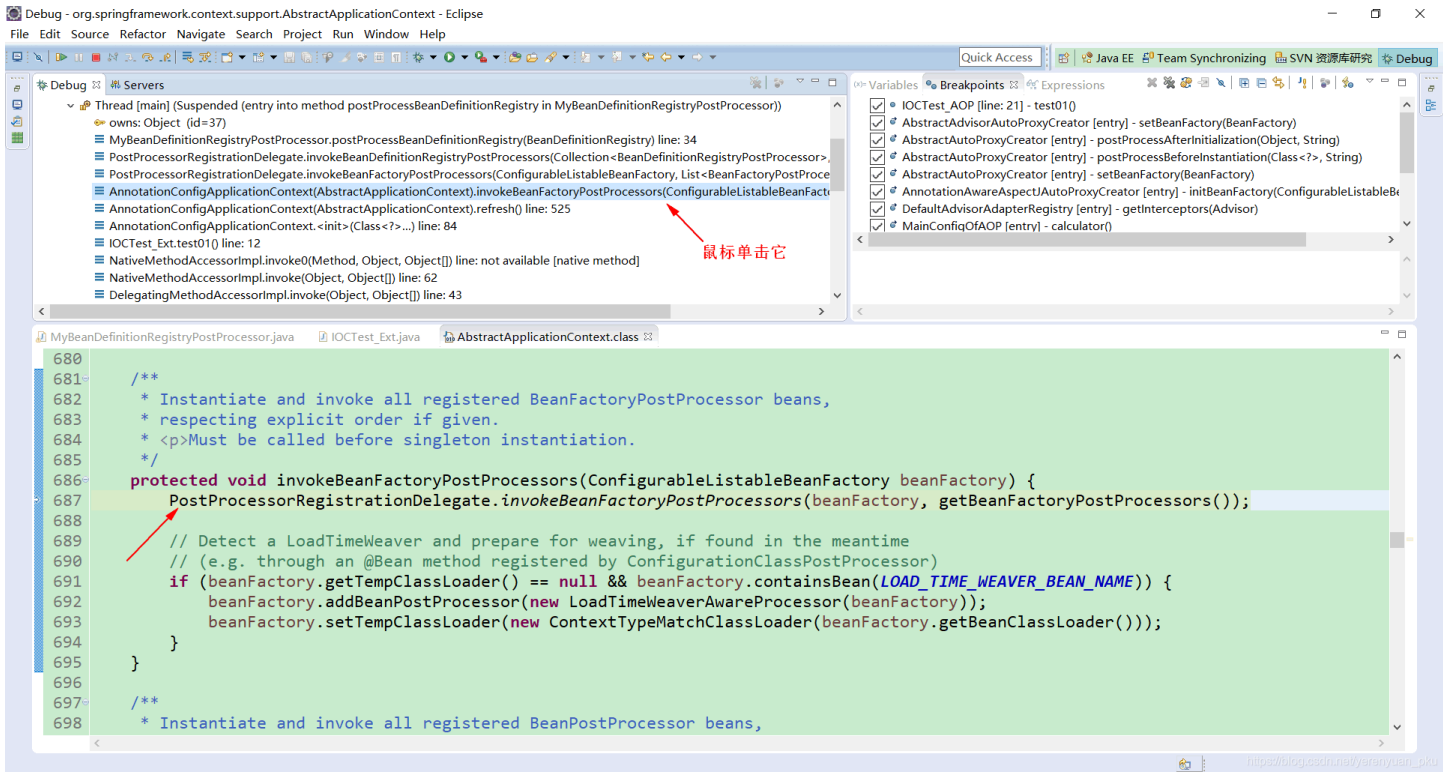 Debug - org.springframework.context.support.AbstractApplicationContext - Eclipse
File Edit Source Refactor Navigate Search Project Run Window Help
Quick Access
Java EE
Team Synchronizing
SVN 资源库研究
Debug
Debug
Servers
Thread [main] (Suspended (entry into method postProcessBeanDefinitionRegistry in MyBeanDefinitionRegistryPostProcessor))
owns: Object (id=37)
MyBeanDefinitionRegistryPostProcessor.postProcessBeanDefinitionRegistry(BeanDefinitionRegistry) line: 34
PostProcessorRegistrationDelegate.invokeBeanDefinitionRegistryPostProcessors(Collection<BeanDefinitionRegistryPostProcessor>,
PostProcessorRegistrationDelegate.invokeBeanFactoryPostProcessors(ConfigurableListableBeanFactory, List<BeanFactoryPostProce
AnnotationConfigApplicationContext(AbstractApplicationContext).invokeBeanFactoryPostProcessors(ConfigurableListableBeanFact
AnnotationConfigApplicationContext(AbstractApplicationContext).refresh() line: 525
AnnotationConfigApplicationContext.<init>(Class<?>...) line: 84
IOCTest_Ext.test01() line: 12
NativeMethodAccessorImpl.invoke0(Method, Object, Object[]) line: not available [native method]
NativeMethodAccessorImpl.invoke(Object, Object[]) line: 62
DelegatingMethodAccessorImpl.invoke(Object, Object[]) line: 43
鼠标单击它
(x)= Variables
Breakpoints
Expressions
IOCTest_AOP [line: 21] - test01()
AbstractAdvisorAutoProxyCreator [entry] - setBeanFactory(BeanFactory)
AbstractAutoProxyCreator [entry] - postProcessAfterInitialization(Object, String)
AbstractAutoProxyCreator [entry] - postProcessBeforeInstantiation(Class<?>, String)
AbstractAutoProxyCreator [entry] - setBeanFactory(BeanFactory)
AnnotationAwareAspectJAutoProxyCreator [entry] - initBeanFactory(ConfigurableListableBe
DefaultAdvisorAdapterRegistry [entry] - getInterceptors(Advisor)
MainConfigOfAOP [entry] - calculator()
MyBeanDefinitionRegistryPostProcessor.java
IOCTest_Ext.java
AbstractApplicationContext.class
680
681 /**
682 * Instantiate and invoke all registered BeanFactoryPostProcessor beans,
683 * respecting explicit order if given.
684 * <p>Must be called before singleton instantiation.
685 */
686 protected void invokeBeanFactoryPostProcessors(ConfigurableListableBeanFactory beanFactory) {
687 PostProcessorRegistrationDelegate.invokeBeanFactoryPostProcessors(beanFactory, getBeanFactoryPostProcessors());
688
689 // Detect a LoadTimeWeaver and prepare for weaving, if found in the meantime
690 // (e.g. through an @Bean method registered by ConfigurationClassPostProcessor)
691 if (beanFactory.getTempClassLoader() == null && beanFactory.containsBean(LOAD_TIME_WEAVER_BEAN_NAME)) {
692 beanFactory.addBeanPostProcessor(new LoadTimeWeaverAwareProcessor(beanFactory));
693 beanFactory.setTempClassLoader(new ContextTypeMatchClassLoader(beanFactory.getBeanClassLoader()));
694 }
695 }
696
697 /**
698 * Instantiate and invoke all registered BeanPostProcessor beans,